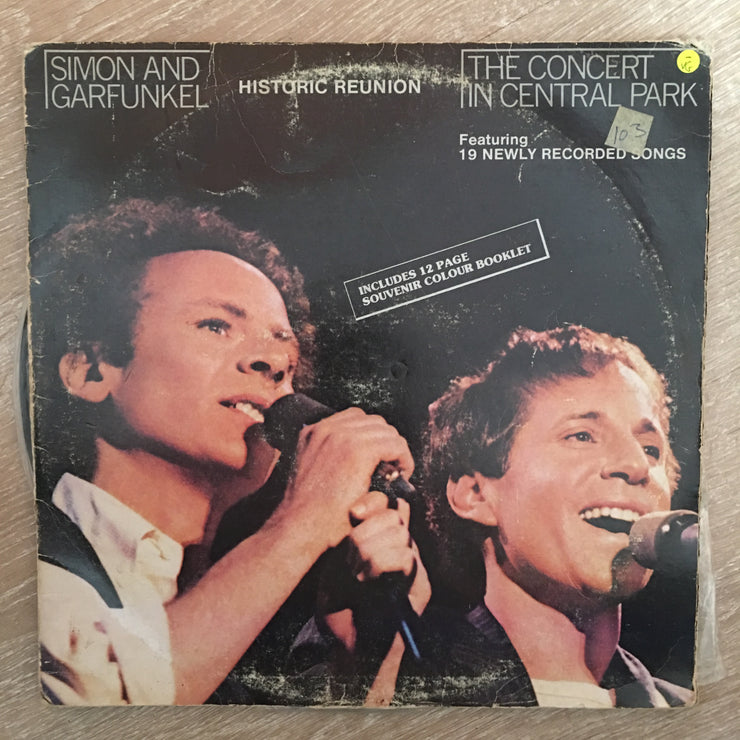 SIMON AND
GARFUNKEL
HISTORIC REUNION
THE CONCERT
IN CENTRAL PARK
103
Featuring
19 NEWLY RECORDED SONGS
INCLUDES 12 PAGE
SOUVENIR COLOUR BOOKLET